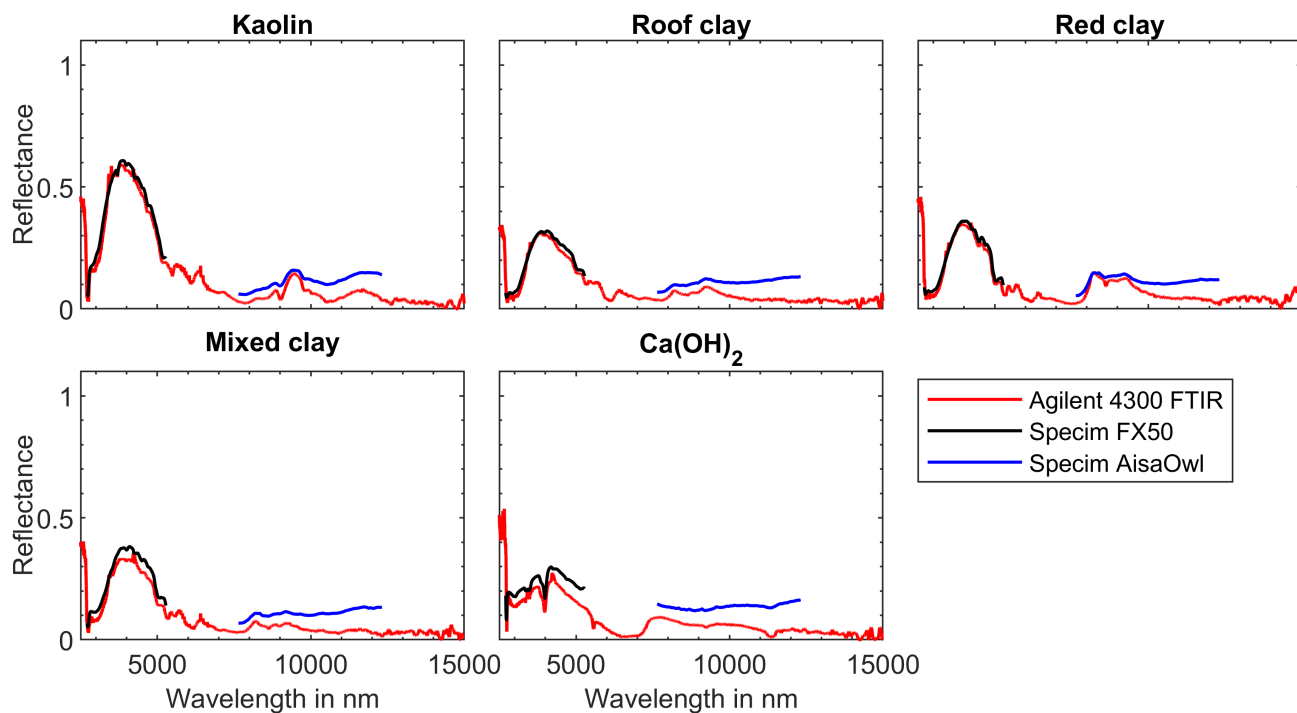 Kaolin
Roof clay
Red clay
1
0.5
0
Reflectance
Mixed clay
Ca(OH)2
1
0.5
0
Reflectance
5000 10000 15000
Wavelength in nm
5000 10000 15000
Wavelength in nm
Agilent 4300 FTIR
Specim FX50
Specim AisaOwl